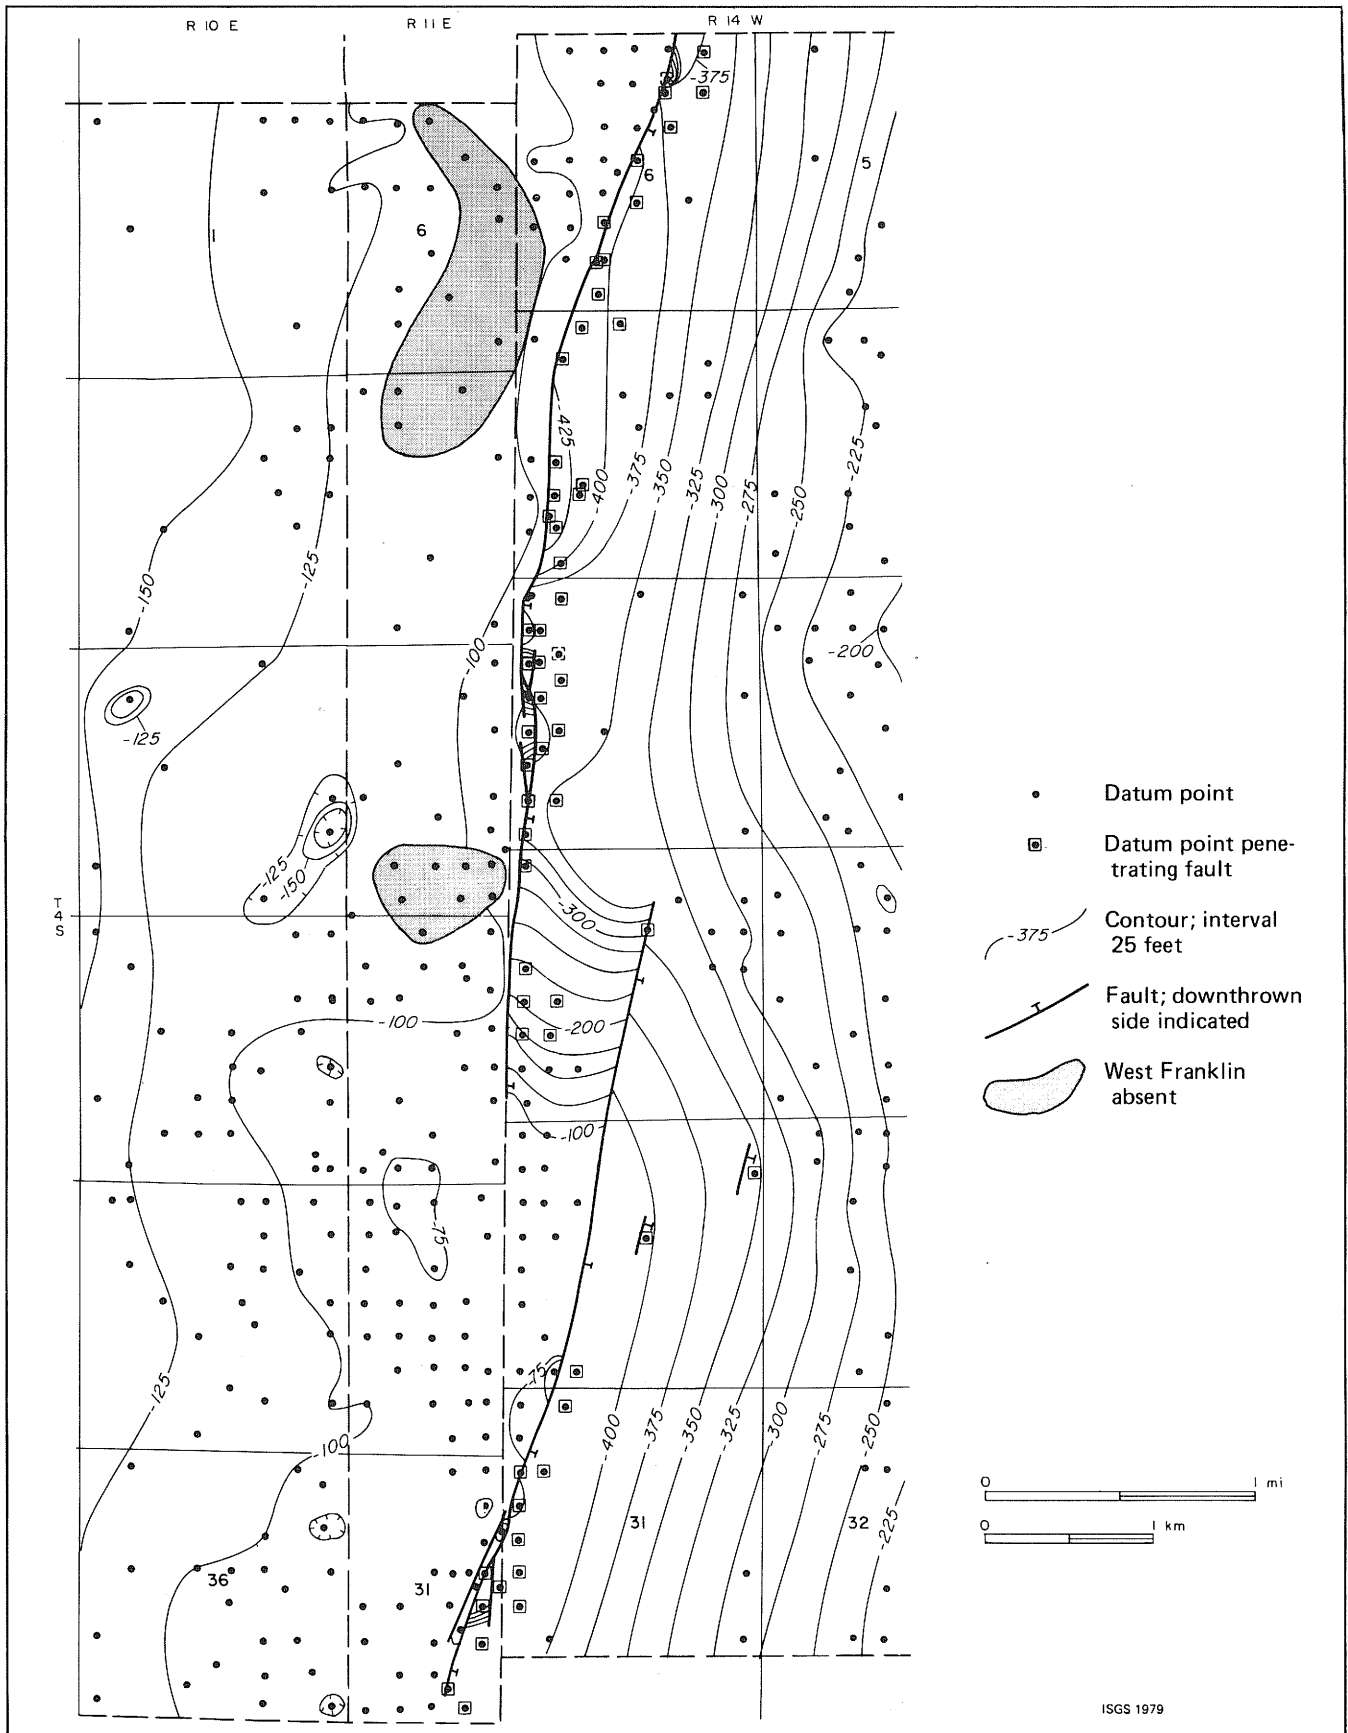 R 10 E
R 11 E
R 14 W
-375
5
6
6
1
-425
-400
-375
-350
-325
-300
-275
-250
-225
-150
-125
-100
-200
-125
-125
-150
-300
T
4
S
-100
-200
-100
-75
-75
-125
-100
-400
-375
-350
-325
-300
-275
-250
-225
31
32
36
31
Datum point
Datum point pene-
trating fault
-375
Contour; interval
25 feet
Fault; downthrown
side indicated
West Franklin
absent
0 1 mi
0 1 km
ISGS 1979